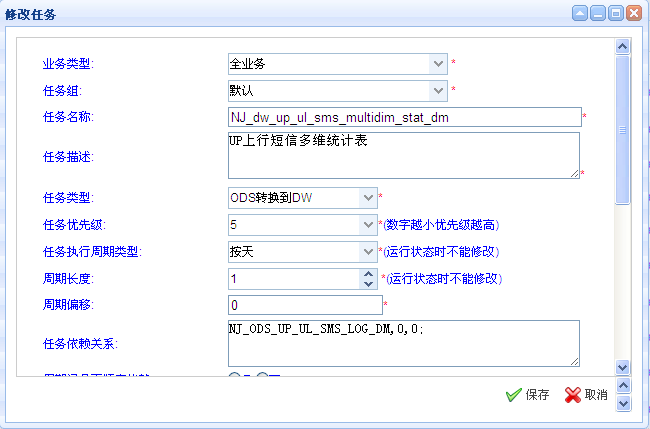 修改任务
业务类型: 全业务 *
任务组: 默认 *
任务名称: NJ_dw_up_ul_sms_multidim_stat_dm *
任务描述: UP上行短信多维统计表 *
任务类型: ODS转换到DW *
任务优先级: 5 *(数字越小优先级越高)
任务执行周期类型: 按天 *(运行状态时不能修改)
周期长度: 1 *(运行状态时不能修改)
周期偏移: 0 *
任务依赖关系: NJ_ODS_UP_UL_SMS_LOG_DM,0,0;
保存 取消